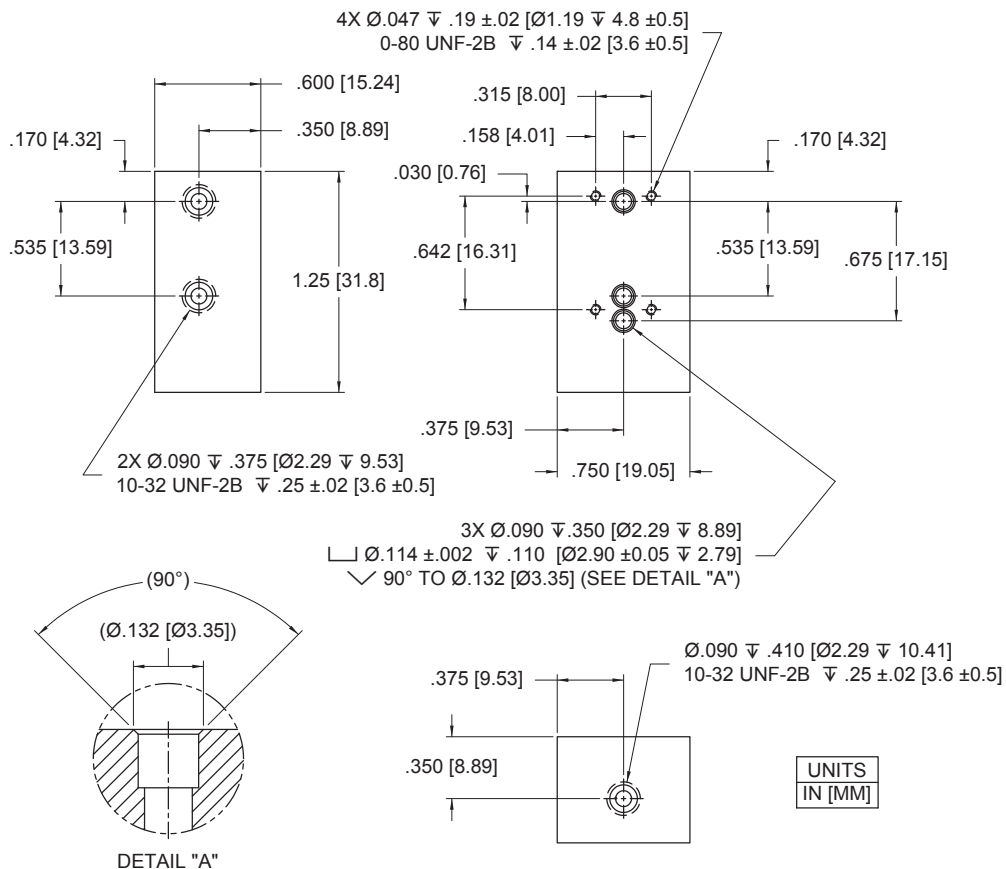 4X Ø.047 ↧ .19 ±.02 [Ø1.19 ↧ 4.8 ±0.5]
0-80 UNF-2B ↧ .14 ±.02 [3.6 ±0.5]
.600 [15.24]
.350 [8.89]
.170 [4.32]
.535 [13.59]
1.25 [31.8]
2X Ø.090 ↧ .375 [Ø2.29 ↧ 9.53]
10-32 UNF-2B ↧ .25 ±.02 [3.6 ±0.5]
.315 [8.00]
.158 [4.01]
.030 [0.76]
.170 [4.32]
.642 [16.31]
.535 [13.59]
.675 [17.15]
.375 [9.53]
.750 [19.05]
3X Ø.090 ↧.350 [Ø2.29 ↧ 8.89]
⌴ Ø.114 ±.002 ↧ .110 [Ø2.90 ±0.05 ↧ 2.79]
⌵ 90° TO Ø.132 [Ø3.35] (SEE DETAIL "A")
(90°)
(Ø.132 [Ø3.35])
DETAIL "A"
Ø.090 ↧ .410 [Ø2.29 ↧ 10.41]
10-32 UNF-2B ↧ .25 ±.02 [3.6 ±0.5]
.375 [9.53]
.350 [8.89]
UNITS
IN [MM]